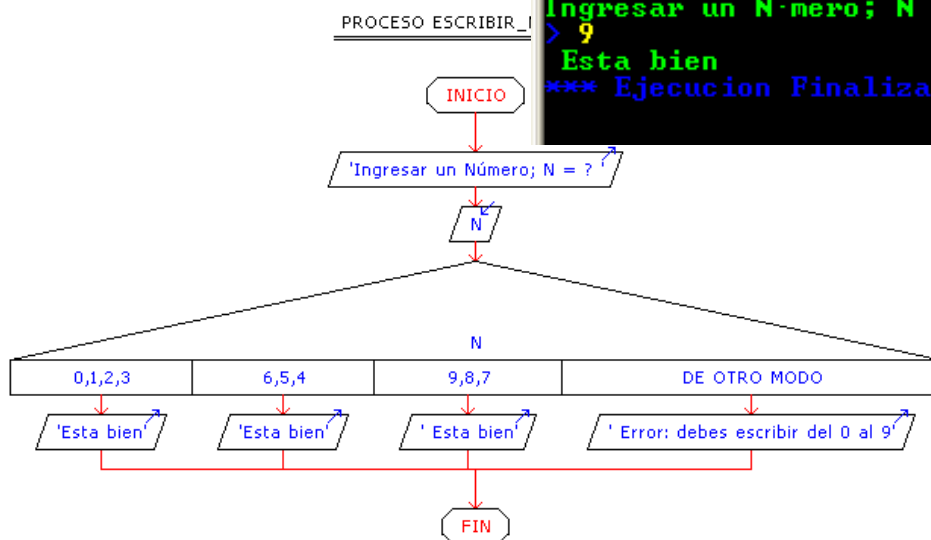 PROCESO ESCRIBIR_
Ingresar un N·mero; N
> 9
Esta bien
*** Ejecucion Finaliza
INICIO
'Ingresar un Número; N = ? '
N
N
0,1,2,3
6,5,4
9,8,7
DE OTRO MODO
'Esta bien'
'Esta bien'
' Esta bien'
' Error: debes escribir del 0 al 9'
FIN